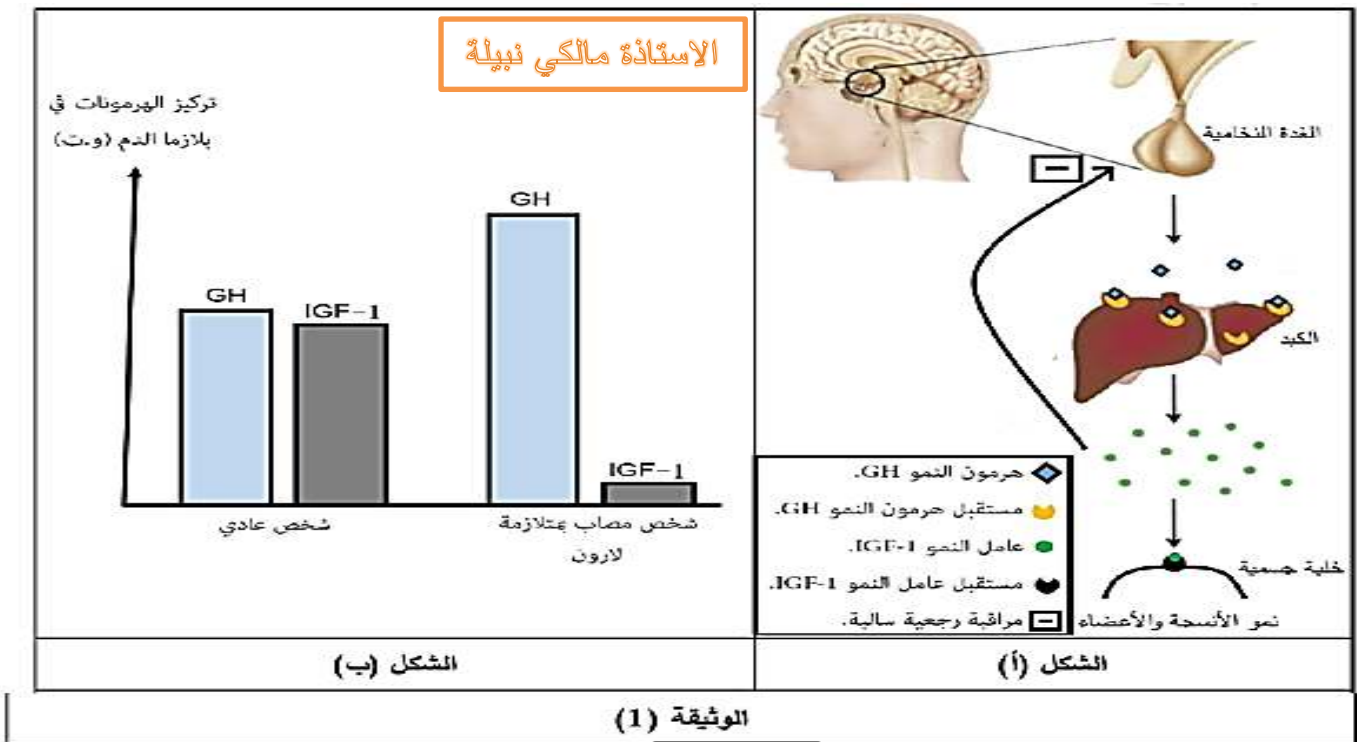 الاستاذة مالكي نبيلة
الغدة النخامية
الكبد
خلية جسمية
نمو الأنسجة والأعضاء
هرمون النمو GH.
مستقبل هرمون النمو GH.
عامل النمو IGF-1.
مستقبل عامل النمو IGF-1.
مراقبة رجعية سالبة.
−
الشكل (أ)
تركيز الهرمونات في
بلازما الدم (و.ت)
GH
IGF-1
GH
IGF-1
شخص عادي
شخص مصاب بمتلازمة
لارون
الشكل (ب)
الوثيقة (1)